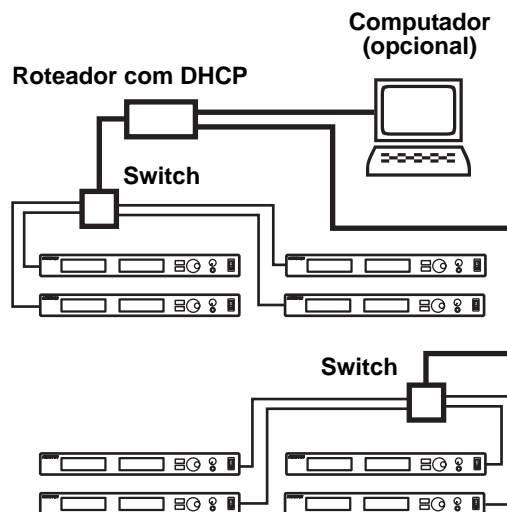 Computador
(opcional)
Roteador com DHCP
Switch
Switch